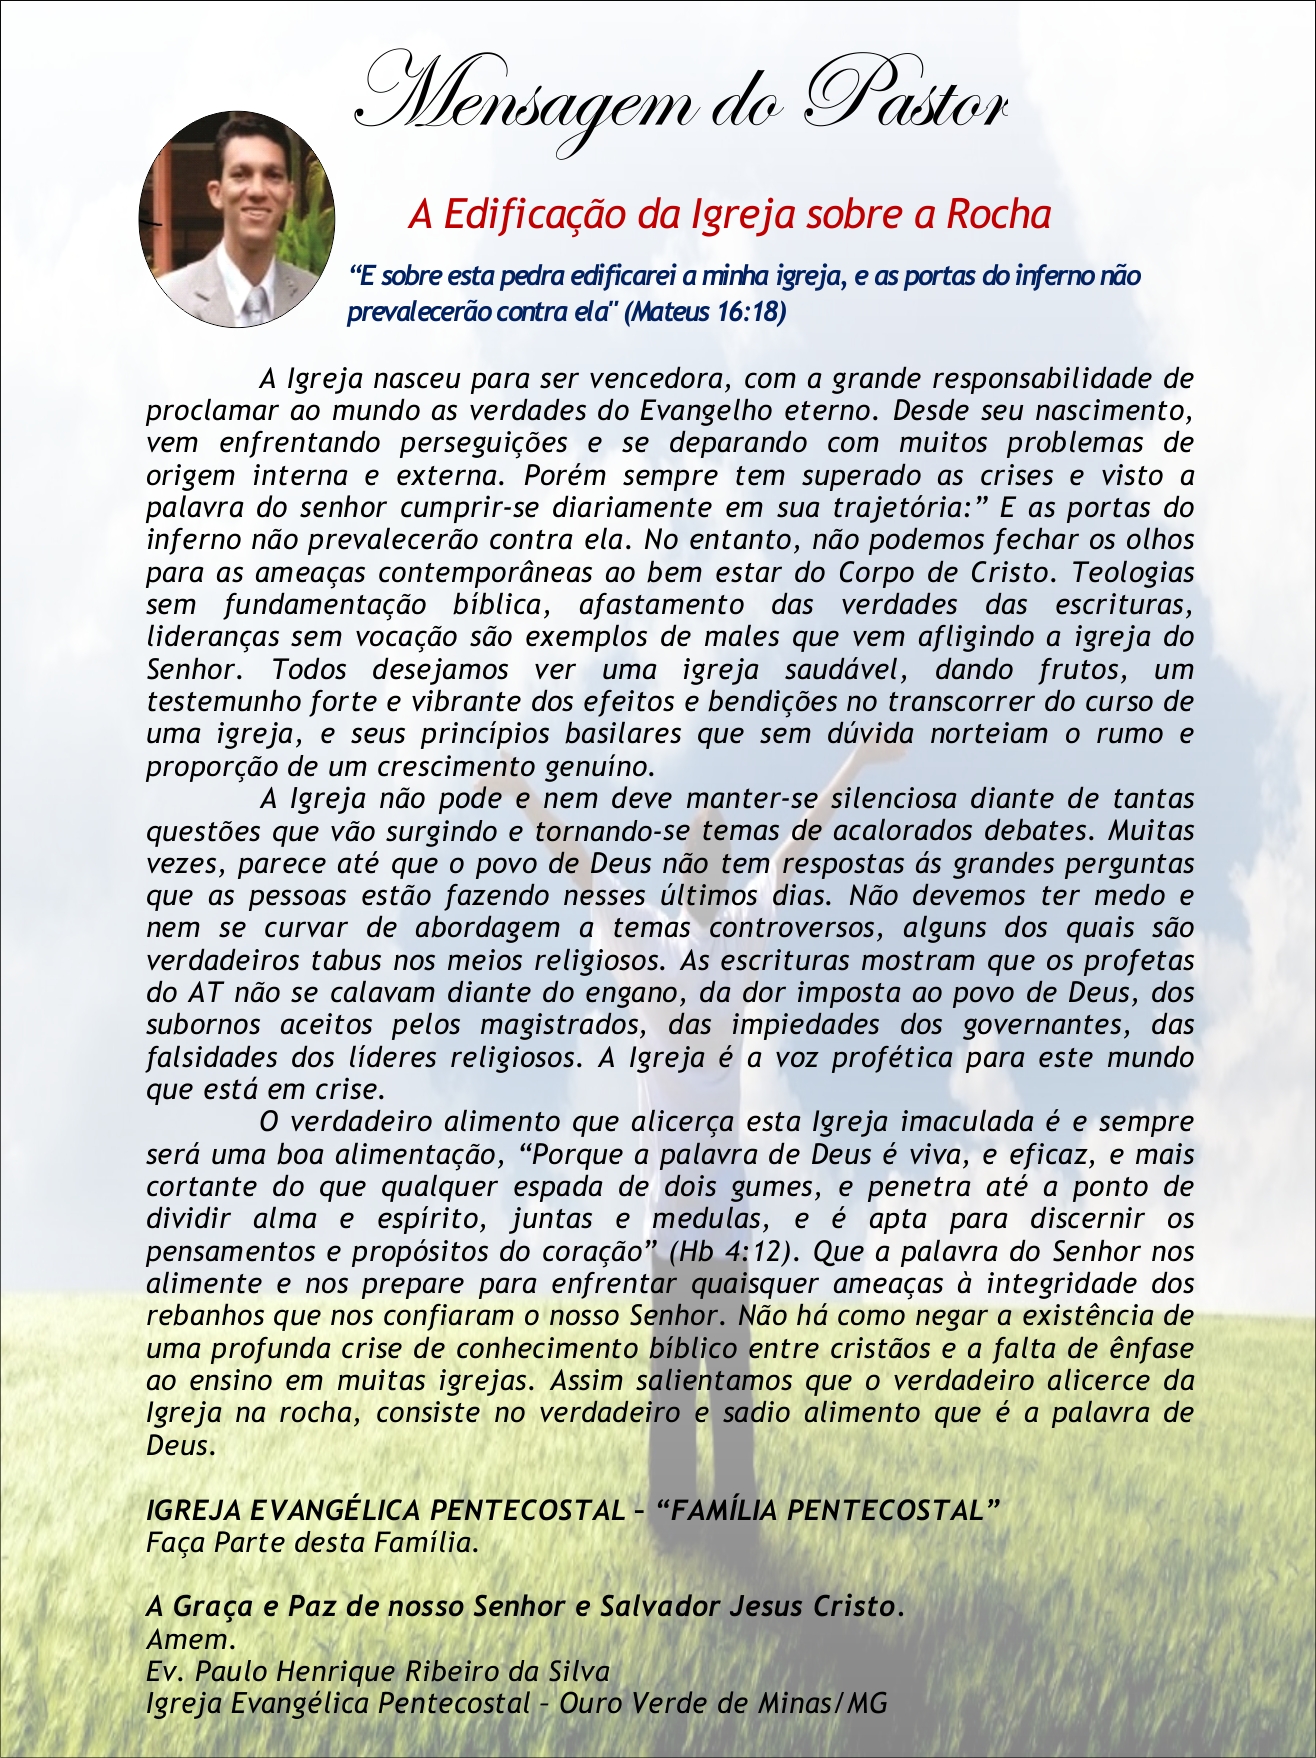 Mensagem do Pastor
A Edificação da Igreja sobre a Rocha
“E sobre esta pedra edificarei a minha igreja, e as portas do inferno não
prevalecerão contra ela" (Mateus 16:18)
A Igreja nasceu para ser vencedora, com a grande responsabilidade de
proclamar ao mundo as verdades do Evangelho eterno. Desde seu nascimento,
vem enfrentando perseguições e se deparando com muitos problemas de
origem interna e externa. Porém sempre tem superado as crises e visto a
palavra do senhor cumprir-se diariamente em sua trajetória:” E as portas do
inferno não prevalecerão contra ela. No entanto, não podemos fechar os olhos
para as ameaças contemporâneas ao bem estar do Corpo de Cristo. Teologias
sem fundamentação bíblica, afastamento das verdades das escrituras,
lideranças sem vocação são exemplos de males que vem afligindo a igreja do
Senhor. Todos desejamos ver uma igreja saudável, dando frutos, um
testemunho forte e vibrante dos efeitos e bendições no transcorrer do curso de
uma igreja, e seus princípios basilares que sem dúvida norteiam o rumo e
proporção de um crescimento genuíno.
A Igreja não pode e nem deve manter-se silenciosa diante de tantas
questões que vão surgindo e tornando-se temas de acalorados debates. Muitas
vezes, parece até que o povo de Deus não tem respostas ás grandes perguntas
que as pessoas estão fazendo nesses últimos dias. Não devemos ter medo e
nem se curvar de abordagem a temas controversos, alguns dos quais são
verdadeiros tabus nos meios religiosos. As escrituras mostram que os profetas
do AT não se calavam diante do engano, da dor imposta ao povo de Deus, dos
subornos aceitos pelos magistrados, das impiedades dos governantes, das
falsidades dos líderes religiosos. A Igreja é a voz profética para este mundo
que está em crise.
O verdadeiro alimento que alicerça esta Igreja imaculada é e sempre
será uma boa alimentação, “Porque a palavra de Deus é viva, e eficaz, e mais
cortante do que qualquer espada de dois gumes, e penetra até a ponto de
dividir alma e espírito, juntas e medulas, e é apta para discernir os
pensamentos e propósitos do coração” (Hb 4:12). Que a palavra do Senhor nos
alimente e nos prepare para enfrentar quaisquer ameaças à integridade dos
rebanhos que nos confiaram o nosso Senhor. Não há como negar a existência de
uma profunda crise de conhecimento bíblico entre cristãos e a falta de ênfase
ao ensino em muitas igrejas. Assim salientamos que o verdadeiro alicerce da
Igreja na rocha, consiste no verdadeiro e sadio alimento que é a palavra de
Deus.
IGREJA EVANGÉLICA PENTECOSTAL – “FAMÍLIA PENTECOSTAL”
Faça Parte desta Família.
A Graça e Paz de nosso Senhor e Salvador Jesus Cristo.
Amem.
Ev. Paulo Henrique Ribeiro da Silva
Igreja Evangélica Pentecostal – Ouro Verde de Minas/MG